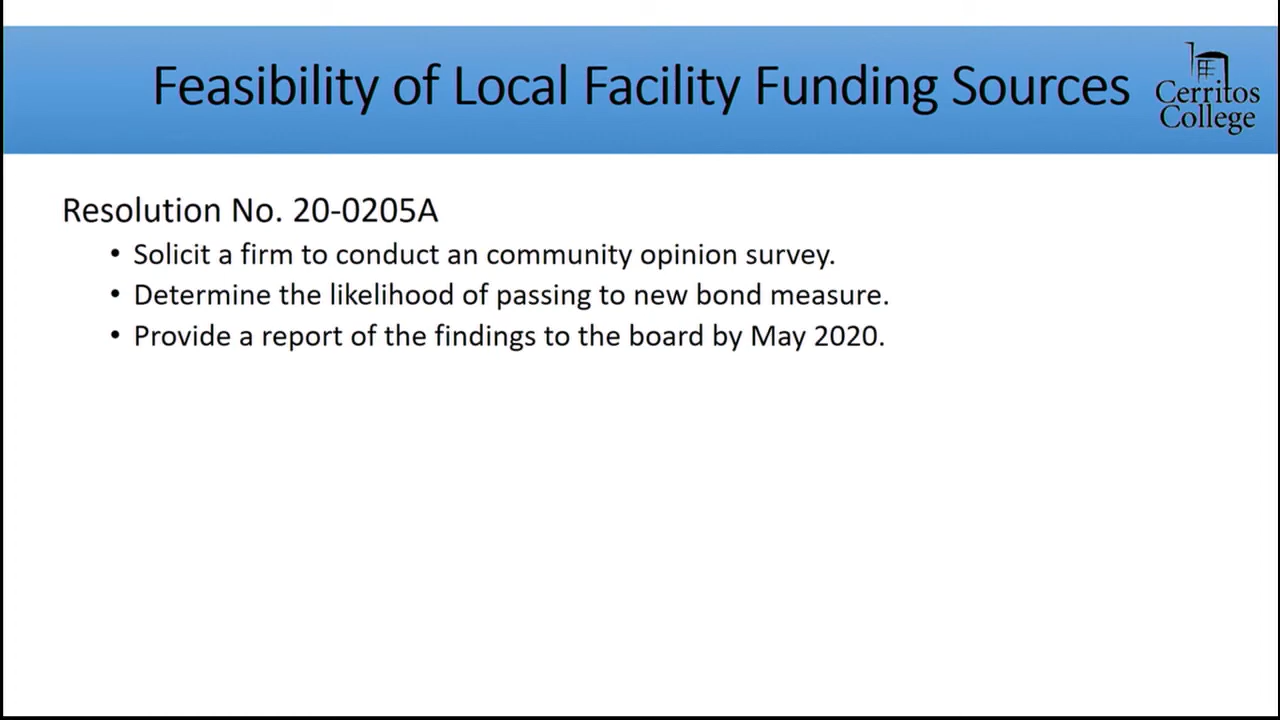 Feasibility of Local Facility Funding Sources
Cerritos
College
Resolution No. 20-0205A
• Solicit a firm to conduct an community opinion survey.
• Determine the likelihood of passing to new bond measure.
• Provide a report of the findings to the board by May 2020.